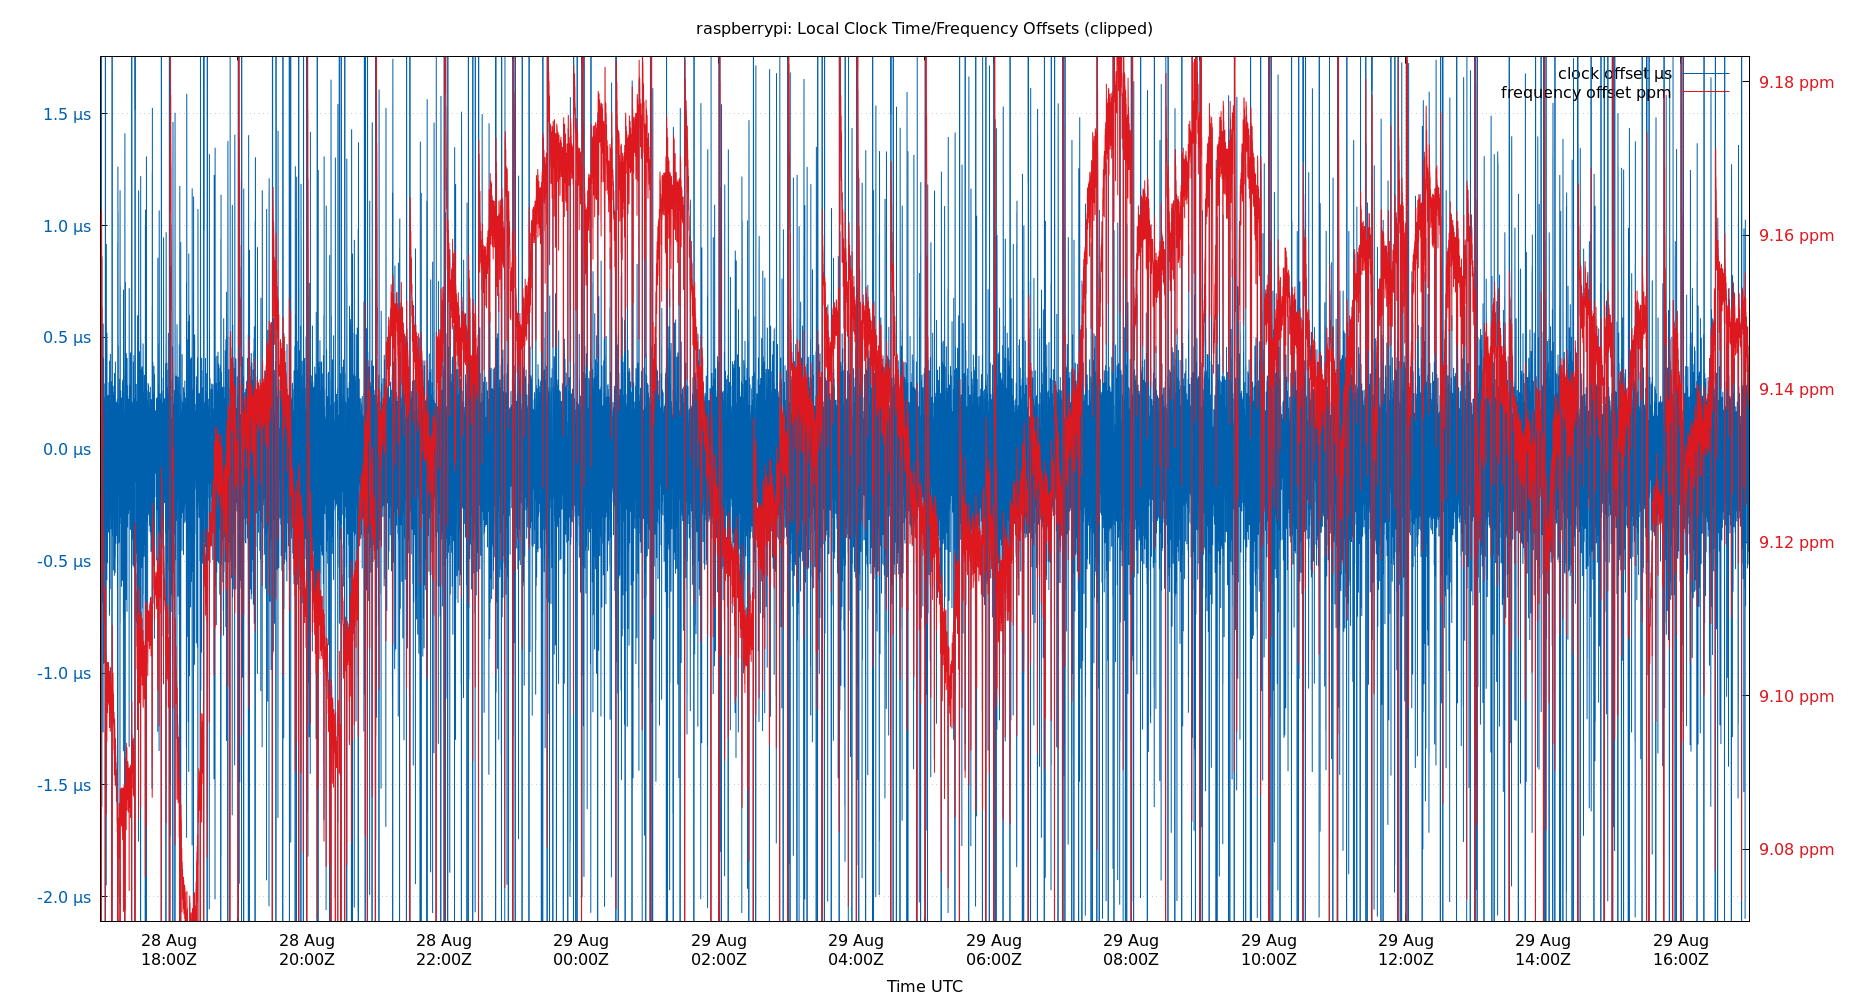 raspberrypi: Local Clock Time/Frequency Offsets (clipped)
clock offset µs
frequency offset ppm
1.5 µs
1.0 µs
0.5 µs
0.0 µs
-0.5 µs
-1.0 µs
-1.5 µs
-2.0 µs
9.18 ppm
9.16 ppm
9.14 ppm
9.12 ppm
9.10 ppm
9.08 ppm
28 Aug
18:00Z
28 Aug
20:00Z
28 Aug
22:00Z
29 Aug
00:00Z
29 Aug
02:00Z
29 Aug
04:00Z
29 Aug
06:00Z
29 Aug
08:00Z
29 Aug
10:00Z
29 Aug
12:00Z
29 Aug
14:00Z
29 Aug
16:00Z
Time UTC